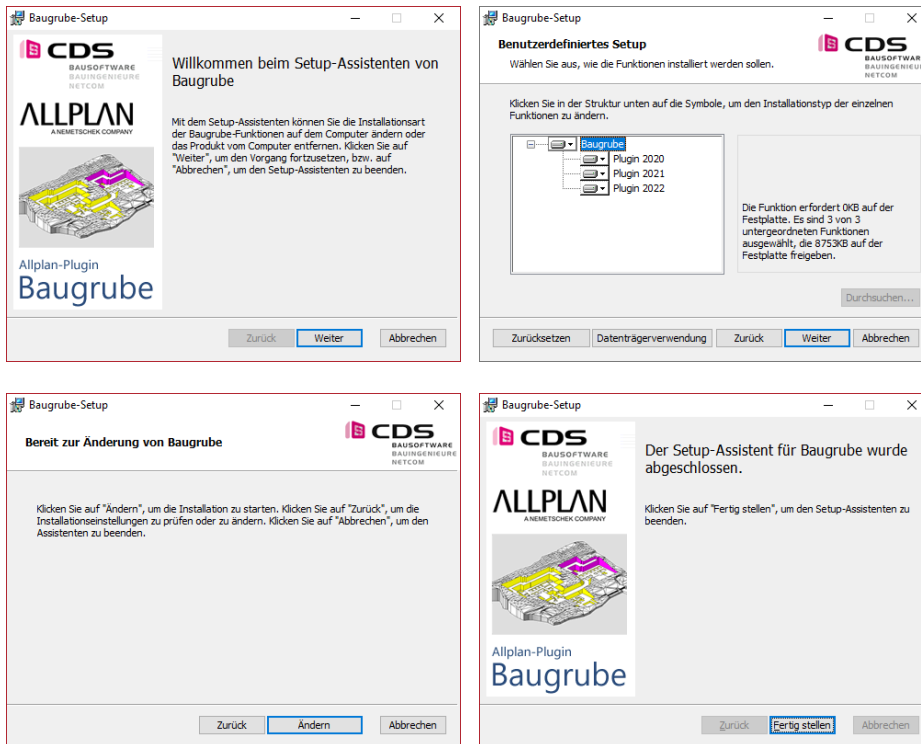 Baugrube-Setup
CDS
BAUSOFTWARE
BAUINGENIEURE
NETCOM
ALLPLAN
A NEMETSCHEK COMPANY
Allplan-Plugin
Baugrube
Willkommen beim Setup-Assistenten von
Baugrube
Mit dem Setup-Assistenten können Sie die Installationsart
der Baugrube-Funktionen auf dem Computer ändern oder
das Produkt vom Computer entfernen. Klicken Sie auf
"Weiter", um den Vorgang fortzusetzen, bzw. auf
"Abbrechen", um den Setup-Assistenten zu beenden.
Zurück Weiter Abbrechen
Baugrube-Setup
Benutzerdefiniertes Setup
Wählen Sie aus, wie die Funktionen installiert werden sollen.
CDS
BAUSOFTWAR
BAUINGENIEU
NETCOM
Klicken Sie in der Struktur unten auf die Symbole, um den Installationstyp der einzelnen
Funktionen zu ändern.
Baugrube
Plugin 2020
Plugin 2021
Plugin 2022
Die Funktion erfordert 0KB auf der
Festplatte. Es sind 3 von 3
untergeordneten Funktionen
ausgewählt, die 8753KB auf der
Festplatte freigeben.
Durchsuchen...
Zurücksetzen Datenträgerverwendung Zurück Weiter Abbrechen
Baugrube-Setup
Bereit zur Änderung von Baugrube
CDS
BAUSOFTWARE
BAUINGENIEURE
NETCOM
Klicken Sie auf "Ändern", um die Installation zu starten. Klicken Sie auf "Zurück", um die
Installationseinstellungen zu prüfen oder zu ändern. Klicken Sie auf "Abbrechen", um den
Assistenten zu beenden.
Zurück Ändern Abbrechen
Baugrube-Setup
CDS
BAUSOFTWARE
BAUINGENIEURE
NETCOM
ALLPLAN
A NEMETSCHEK COMPANY
Allplan-Plugin
Baugrube
Der Setup-Assistent für Baugrube wurde
abgeschlossen.
Klicken Sie auf "Fertig stellen", um den Setup-Assistenten zu
beenden.
Zurück Fertig stellen Abbrechen